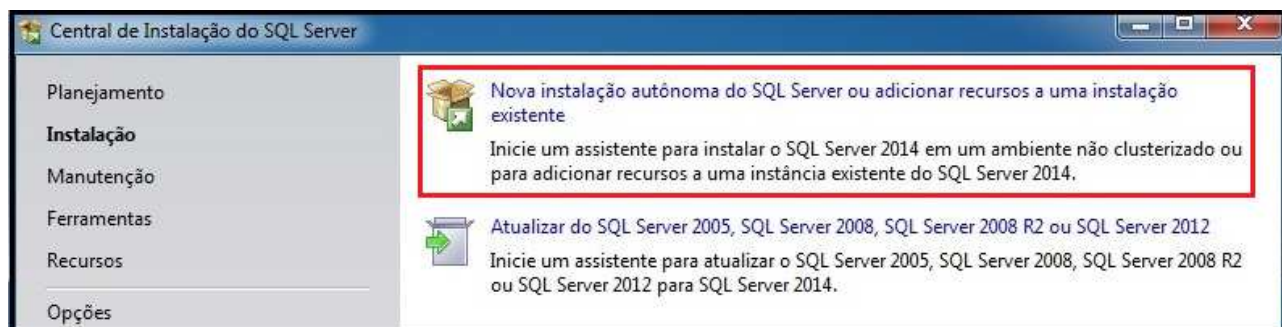 Central de Instalação do SQL Server
Planejamento
Instalação
Manutenção
Ferramentas
Recursos
Opções
Nova instalação autônoma do SQL Server ou adicionar recursos a uma instalação
existente
Inicie um assistente para instalar o SQL Server 2014 em um ambiente não clusterizado ou
para adicionar recursos a uma instância existente do SQL Server 2014.
Atualizar do SQL Server 2005, SQL Server 2008, SQL Server 2008 R2 ou SQL Server 2012
Inicie um assistente para atualizar o SQL Server 2005, SQL Server 2008, SQL Server 2008 R2
ou SQL Server 2012 para SQL Server 2014.